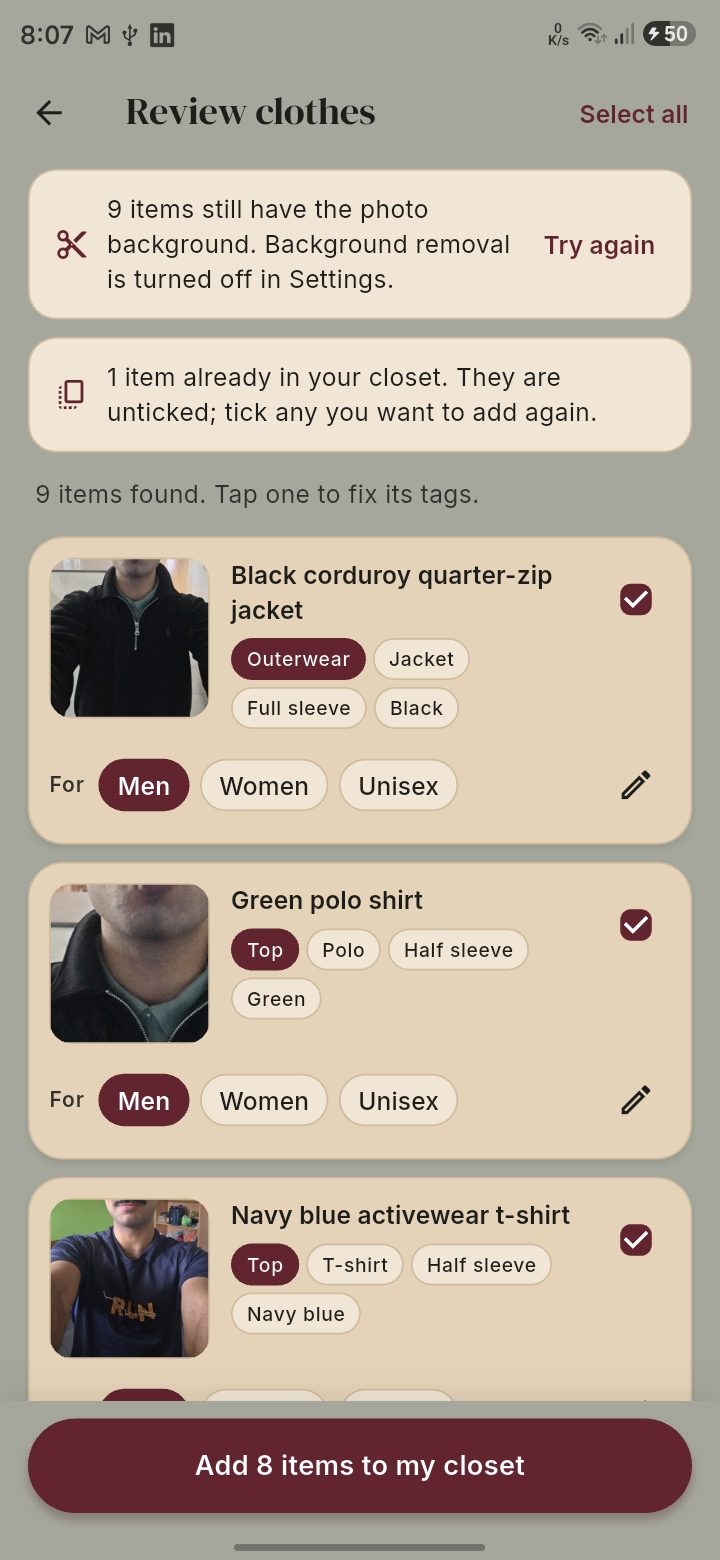 8:07
0
K/s
50
Review clothes
Select all
9 items still have the photo
background. Background removal
is turned off in Settings.
Try again
1 item already in your closet. They are
unticked; tick any you want to add again.
9 items found. Tap one to fix its tags.
Black corduroy quarter-zip
jacket
Outerwear
Jacket
Full sleeve
Black
For
Men
Women
Unisex
Green polo shirt
Top
Polo
Half sleeve
Green
For
Men
Women
Unisex
Navy blue activewear t-shirt
Top
T-shirt
Half sleeve
Navy blue
RUN
Add 8 items to my closet